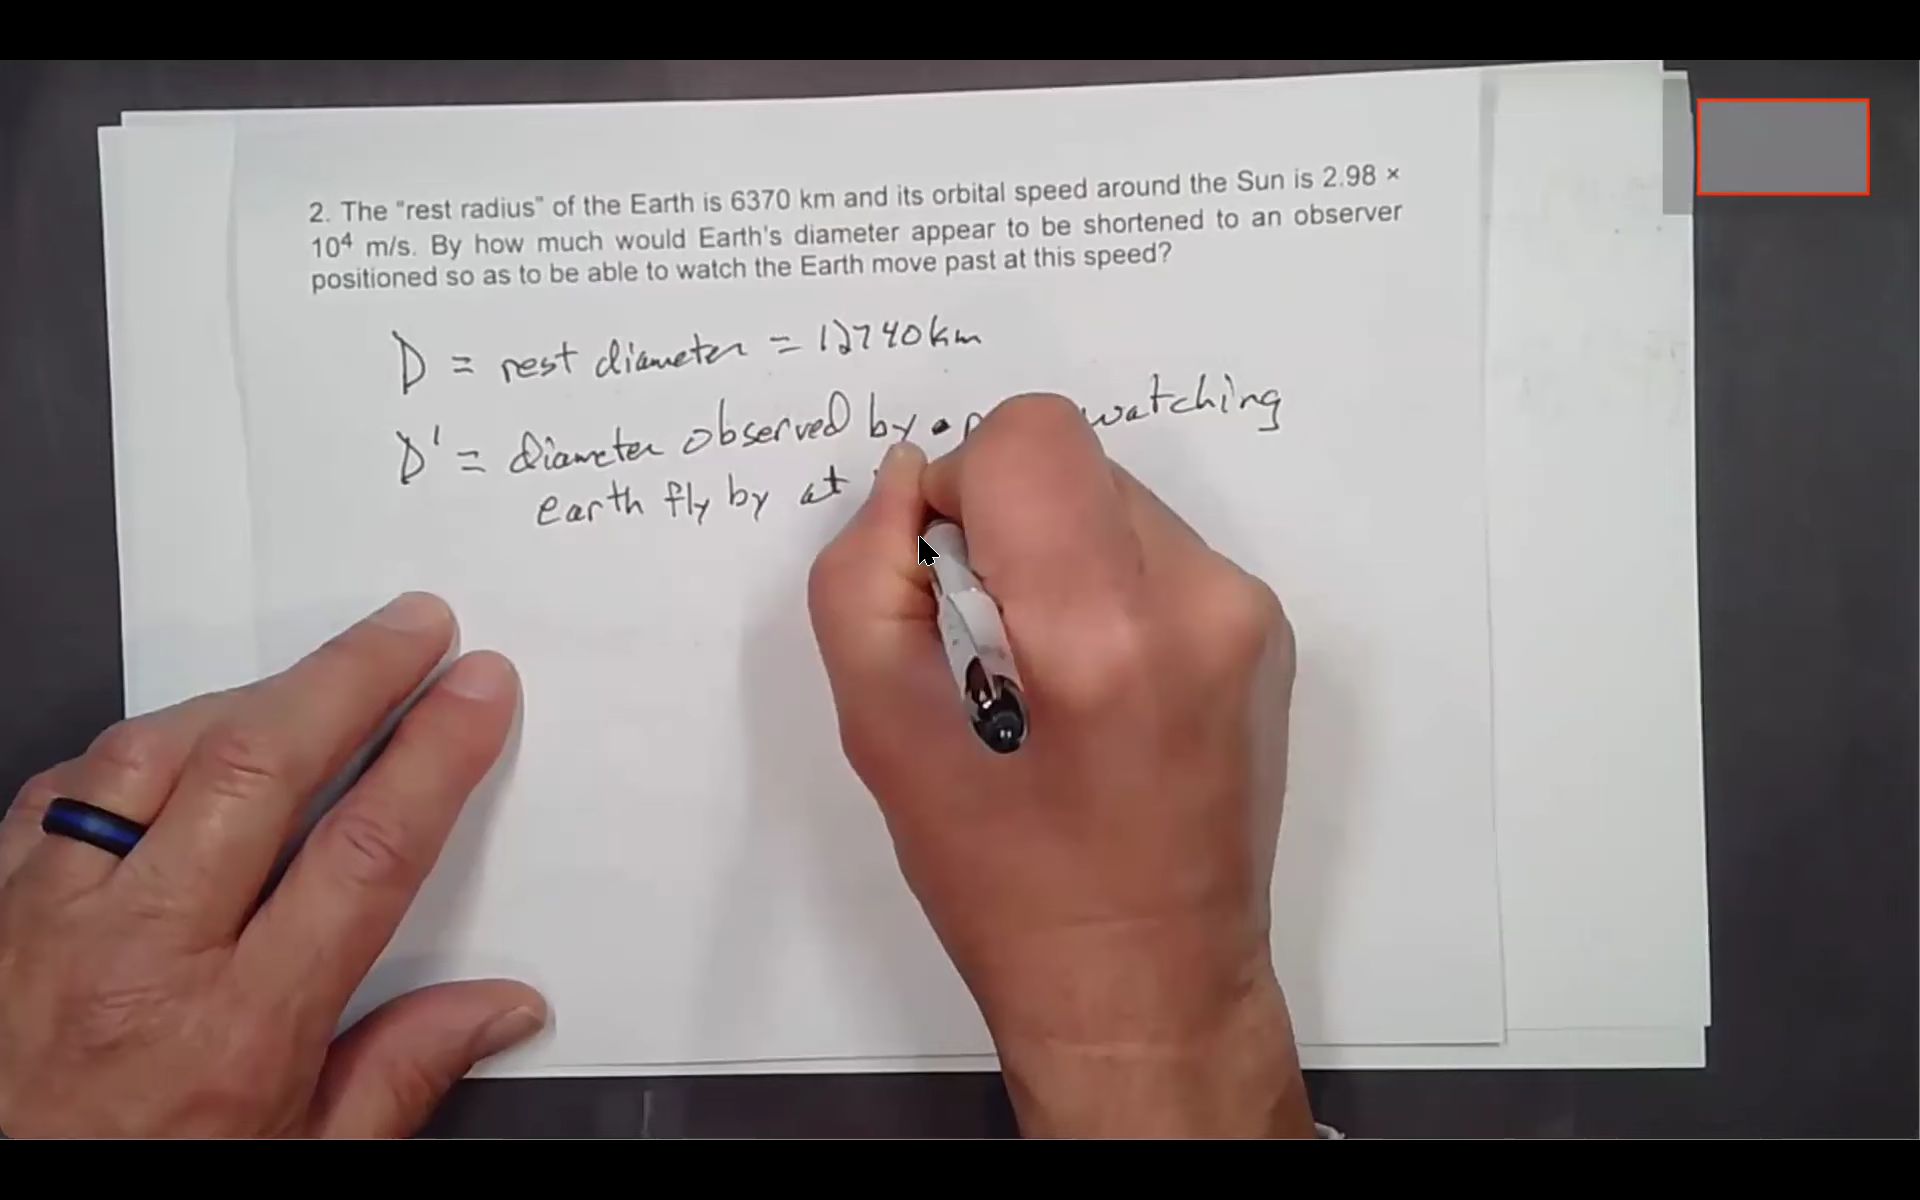 2. The “rest radius” of the Earth is 6370 km and its orbital speed around the Sun is 2.98 ×
10⁴ m/s. By how much would Earth's diameter appear to be shortened to an observer
positioned so as to be able to watch the Earth move past at this speed?
D = rest diameter = 12740 km
D' = diameter observed by watching
earth fly by at